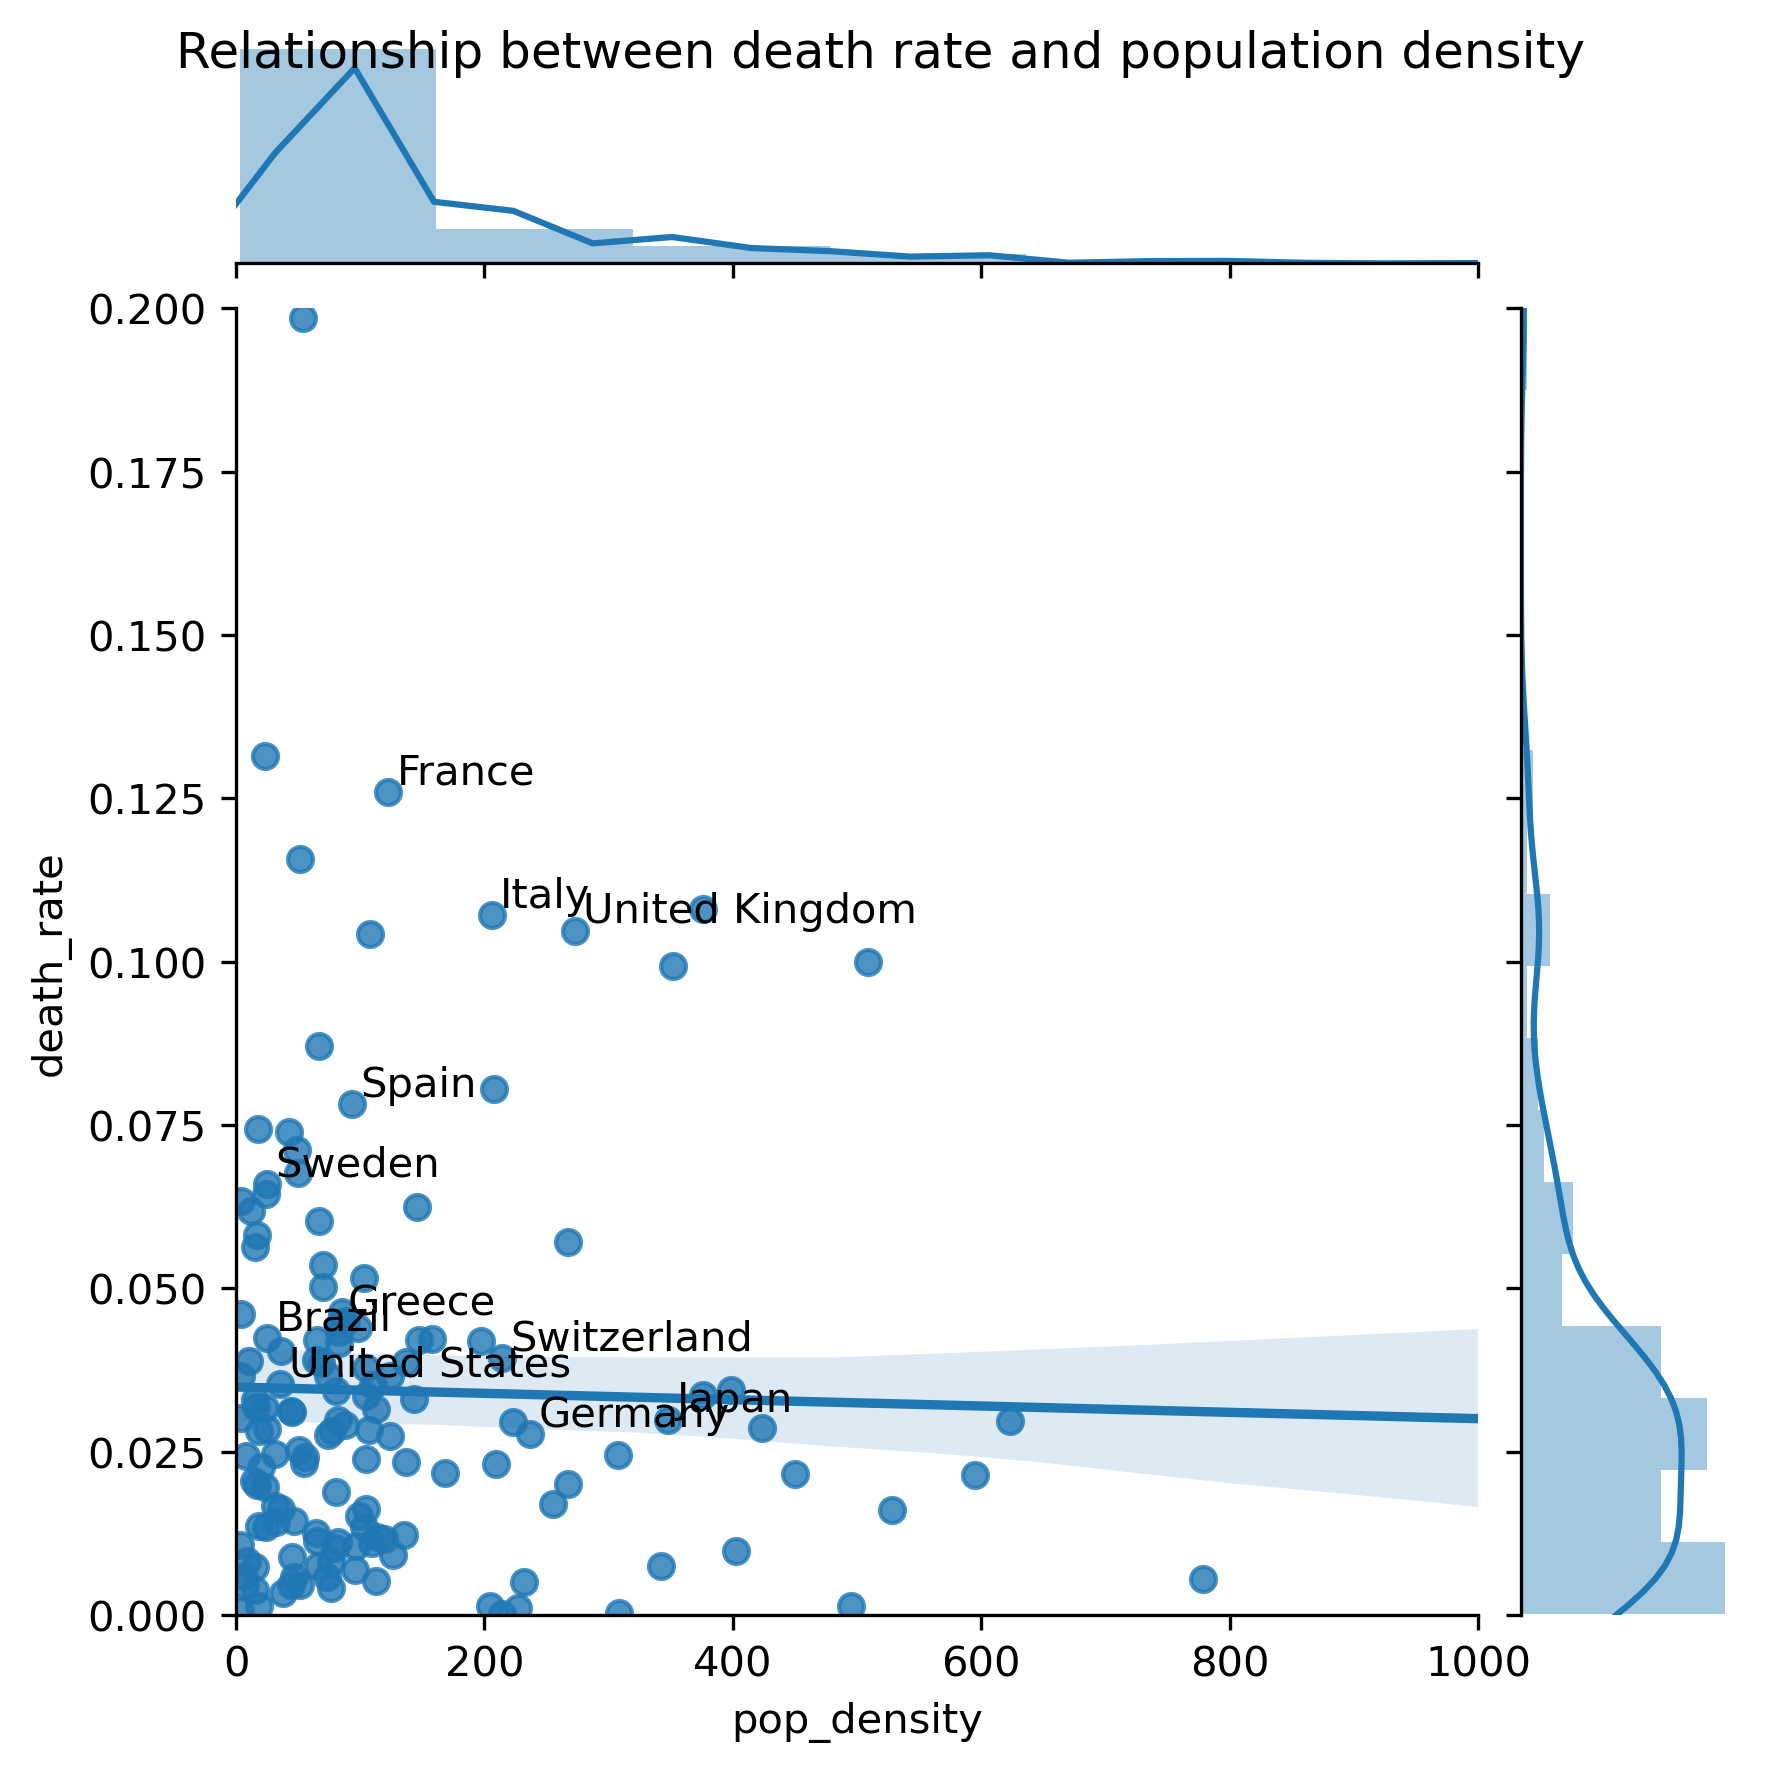 Relationship between death rate and population density
0.200
0.175
0.150
0.125
0.100
0.075
0.050
0.025
0.000
death_rate
France
Italy
United Kingdom
Spain
Sweden
Greece
Brazil
Switzerland
United States
Japan
Germany
0
200
400
600
800
1000
pop_density